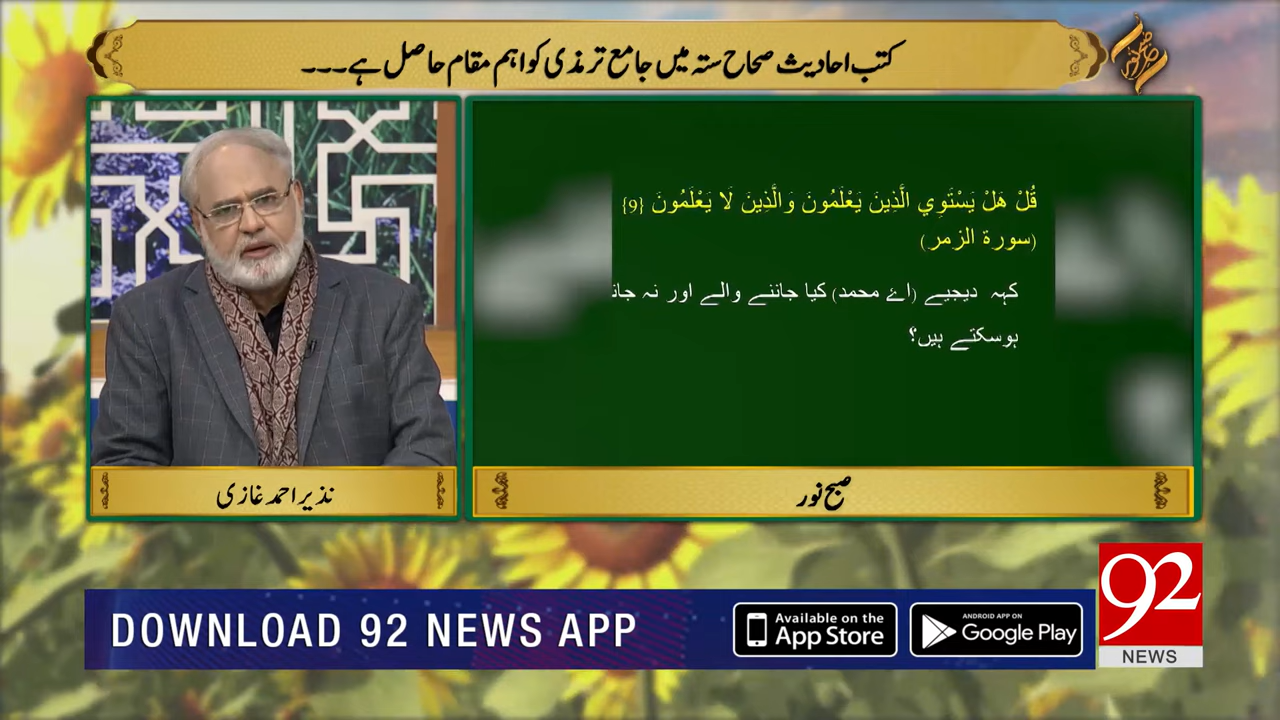 کتب احادیث صحاح ستہ میں جامع ترمذی کو اہم مقام حاصل ہے۔۔۔
قُلْ هَلْ يَسْتَوِي الَّذِينَ يَعْلَمُونَ وَالَّذِينَ لَا يَعْلَمُونَ {9}
(سورة الزمر)
کہہ دیجیے (اۓ محمد) کیا جاننے والے اور نہ
ہوسکتے ہیں؟
نذیر احمد غازی
صبح نور
DOWNLOAD 92 NEWS APP
Available on the
App Store
ANDROID APP ON
Google Play
92
NEWS